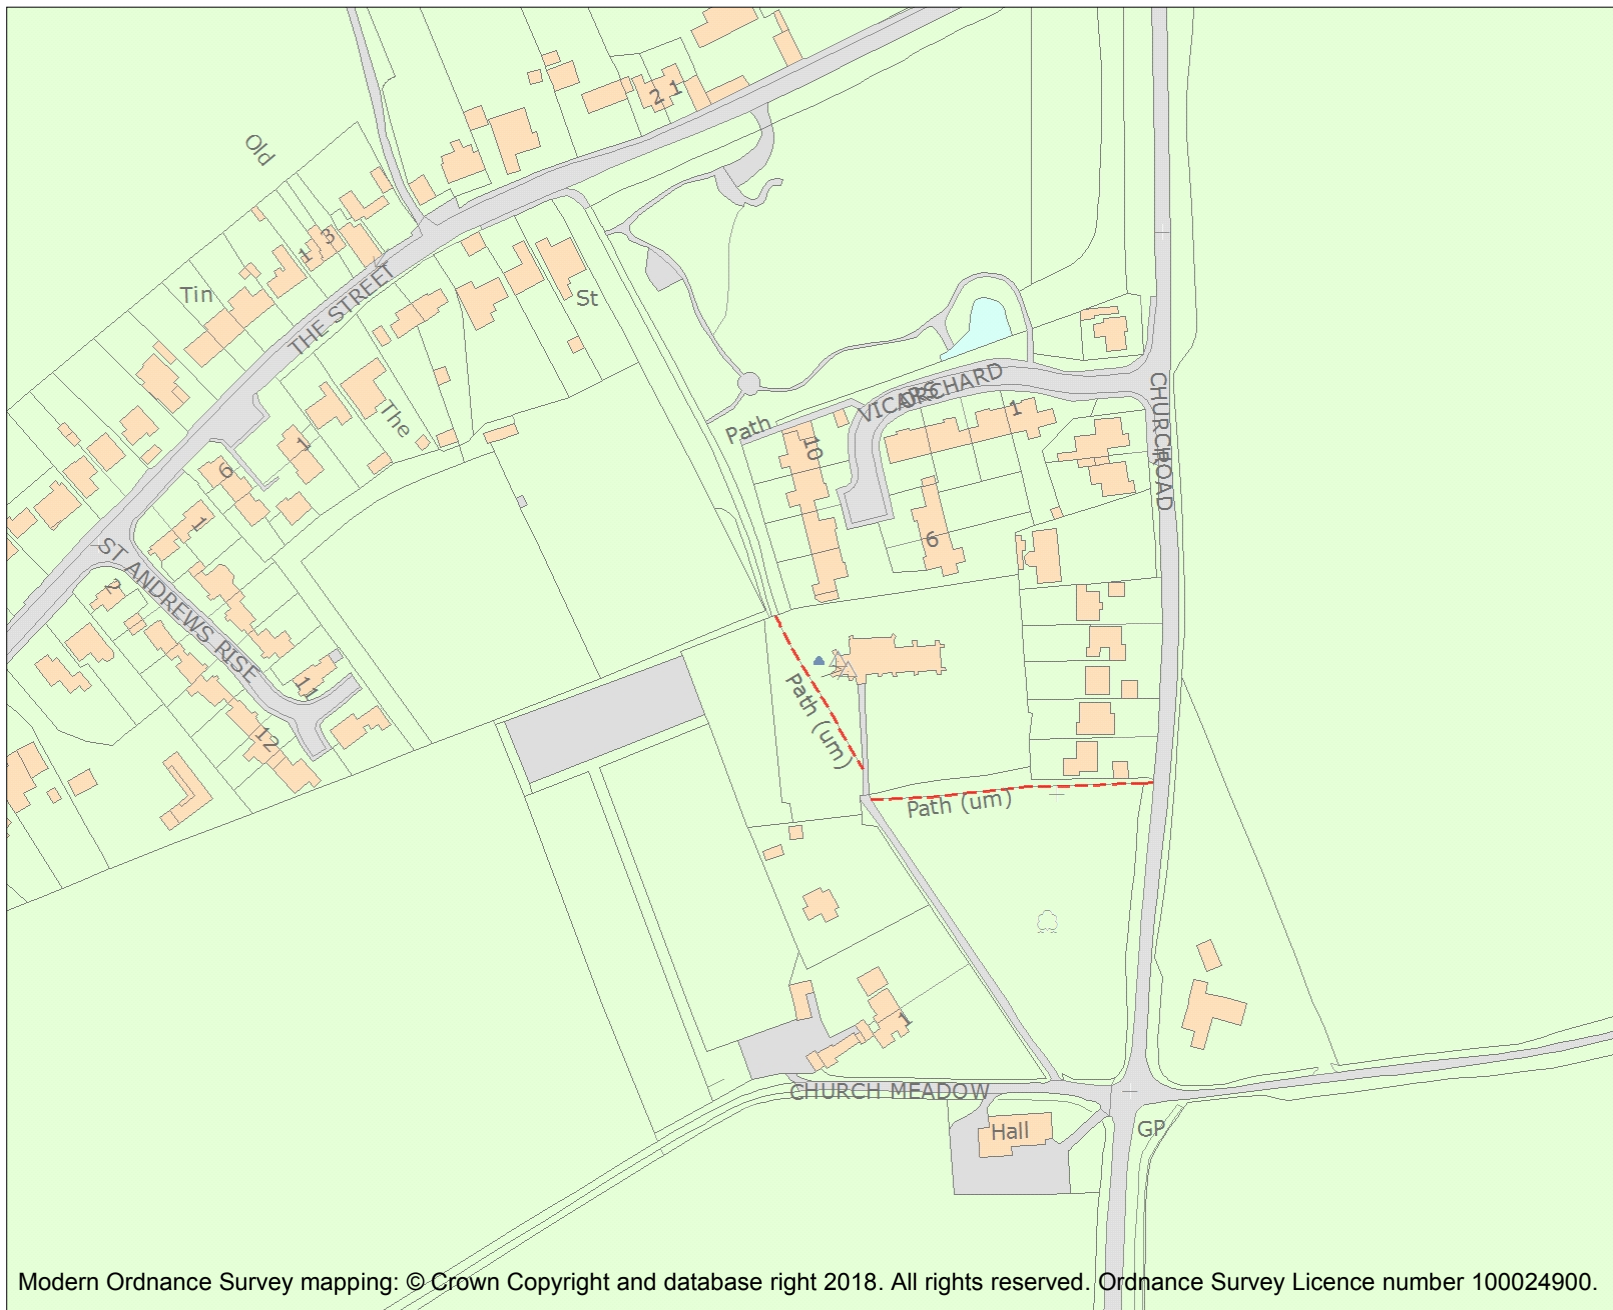 2 1
Old
3
1
Tin
THE STREET
St
The
VICARS
ORCHARD
1
CHURCH
ROAD
Path
10
7
6
1
6
ST ANDREWS RISE
2
11
12
Path (um)
Path (um)
1
CHURCH MEADOW
Hall
GP
Modern Ordnance Survey mapping: © Crown Copyright and database right 2018. All rights reserved. Ordnance Survey Licence number 100024900.